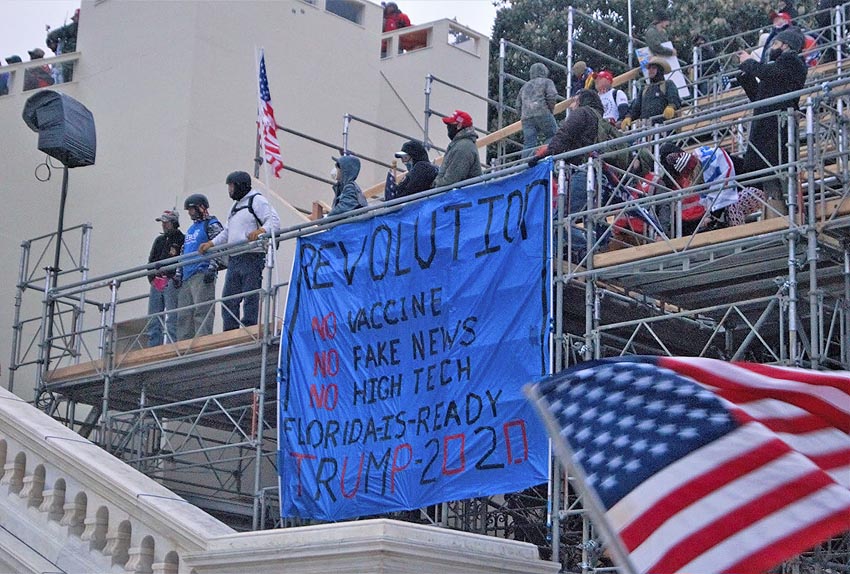 REVOLUTION
NO VACCINE
NO FAKE NEWS
NO HIGH TECH
FLORIDA-IS-READY
TRUMP-2020